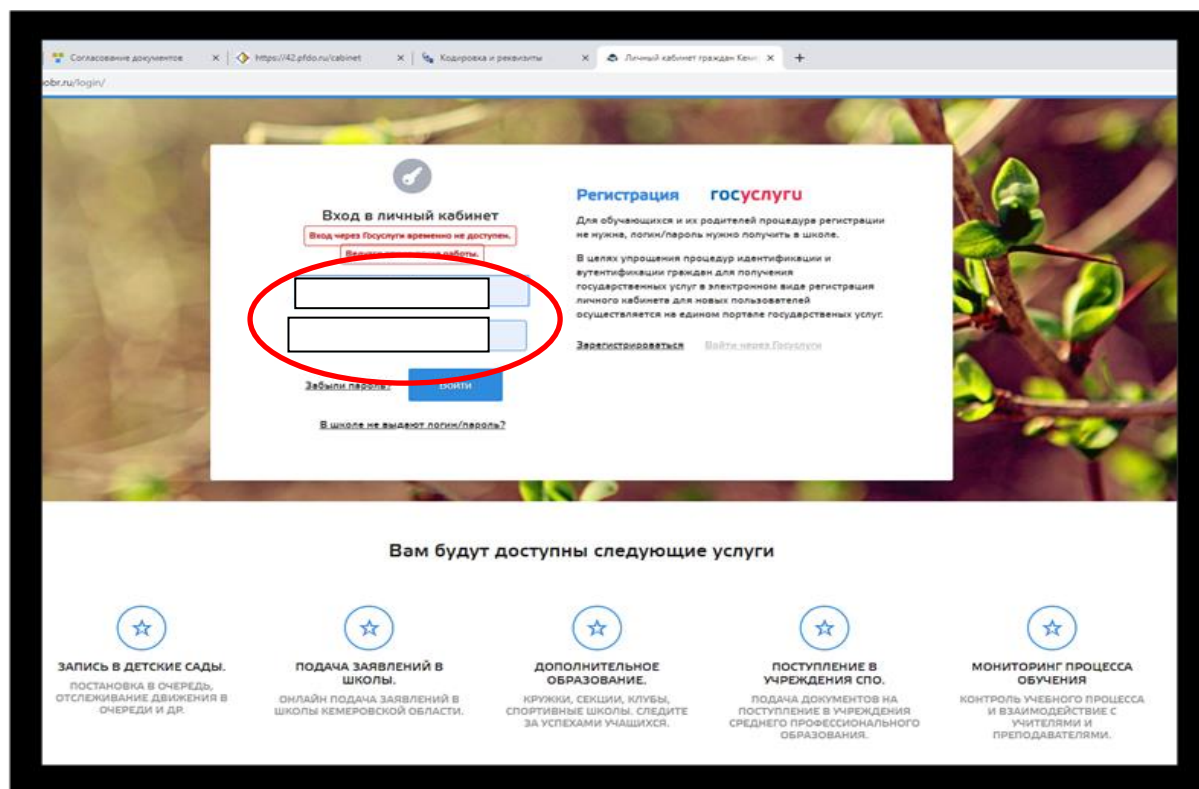 Согласование документов
https://42.pfdo.ru/cabinet
Кодировка и реквизиты
Личный кабинет граждан Кем
obr.ru/login/
Вход в личный кабинет
Вход через Госуслуги временно не доступен.
работы.
Забыли пароль?
Войти
В школе не выдают логин/пароль?
Регистрация
госуслуги
Для обучающихся и их родителей процедура регистрации
не нужна, логин/пароль нужно получить в школе.
В целях упрощения процедур идентификации и
аутентификации граждан для получения
государственных услуг в электронном виде регистрация
личного кабинета для новых пользователей
осуществляется на едином портале государственых услуг.
Зарегистрироваться
Войти через Госуслуги
Вам будут доступны следующие услуги
ЗАПИСЬ В ДЕТСКИЕ САДЫ.
ПОСТАНОВКА В ОЧЕРЕДЬ,
ОТСЛЕЖИВАНИЕ ДВИЖЕНИЯ В
ОЧЕРЕДИ И ДР.
ПОДАЧА ЗАЯВЛЕНИЙ В
ШКОЛЫ.
ОНЛАЙН ПОДАЧА ЗАЯВЛЕНИЙ В
ШКОЛЫ КЕМЕРОВСКОЙ ОБЛАСТИ.
ДОПОЛНИТЕЛЬНОЕ
ОБРАЗОВАНИЕ.
КРУЖКИ, СЕКЦИИ, КЛУБЫ,
СПОРТИВНЫЕ ШКОЛЫ. СЛЕДИТЕ
ЗА УСПЕХАМИ УЧАЩИХСЯ.
ПОСТУПЛЕНИЕ В
УЧРЕЖДЕНИЯ СПО.
ПОДАЧА ДОКУМЕНТОВ НА
ПОСТУПЛЕНИЕ В УЧРЕЖДЕНИЯ
СРЕДНЕГО ПРОФЕССИОНАЛЬНОГО
ОБРАЗОВАНИЯ.
МОНИТОРИНГ ПРОЦЕССА
ОБУЧЕНИЯ
КОНТРОЛЬ УЧЕБНОГО ПРОЦЕССА
И ВЗАИМОДЕЙСТВИЕ С
УЧИТЕЛЯМИ И
ПРЕПОДАВАТЕЛЯМИ.